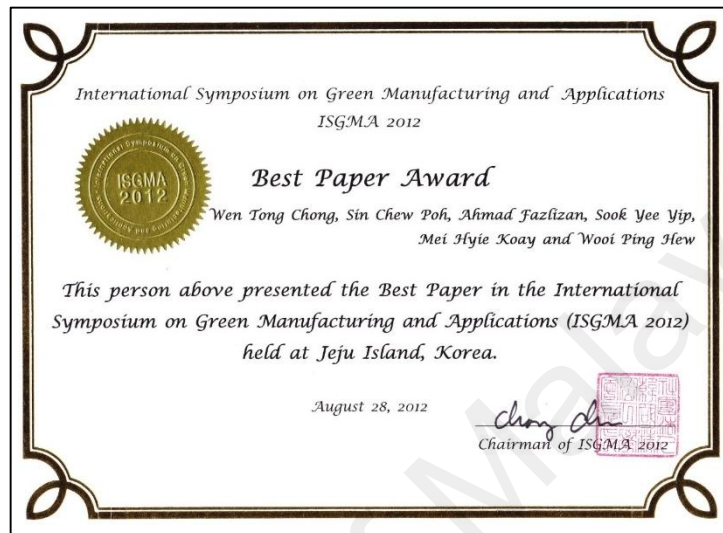 International Symposium on Green Manufacturing and Applications
ISGMA 2012
ISGMA
2012
Best Paper Award
Wen Tong Chong, Sin Chew Poh, Ahmad Fazlizan, Sook Yee Yip,
Mei Hyie Koay and Wooi Ping Hew
This person above presented the Best Paper in the International
Symposium on Green Manufacturing and Applications (ISGMA 2012)
held at Jeju Island, Korea.
August 28, 2012
Chairman of ISGMA 2012